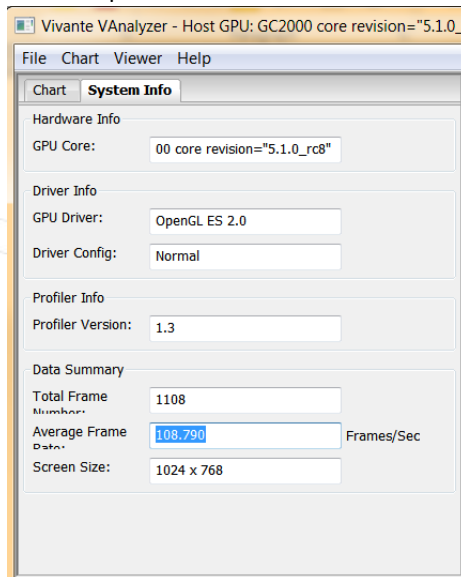 Vivante VAnalyzer - Host GPU: GC2000 core revision="5.1.0_
File Chart Viewer Help
Chart System Info
Hardware Info
GPU Core: 00 core revision="5.1.0_rc8"
Driver Info
GPU Driver: OpenGL ES 2.0
Driver Config: Normal
Profiler Info
Profiler Version: 1.3
Data Summary
Total Frame Number: 1108
Average Frame Rate: 108.790 Frames/Sec
Screen Size: 1024 x 768